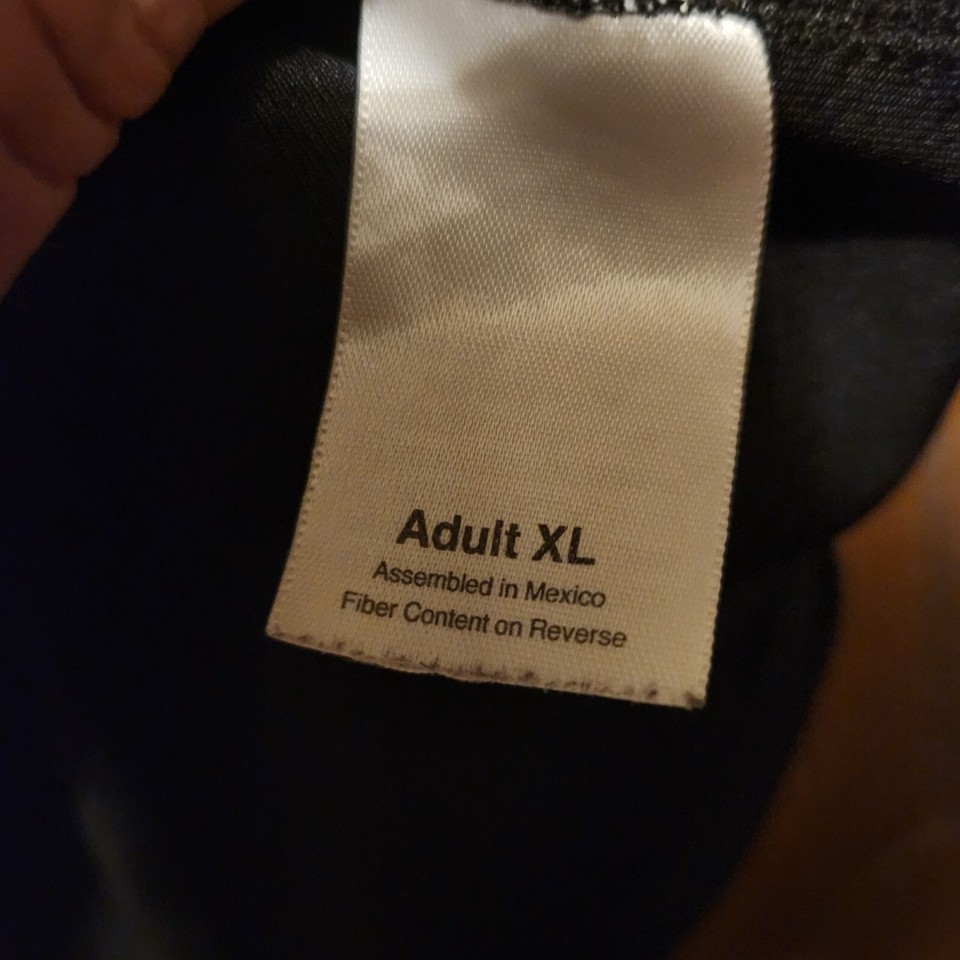 Adult XL
Assembled in Mexico
Fiber Content on Reverse